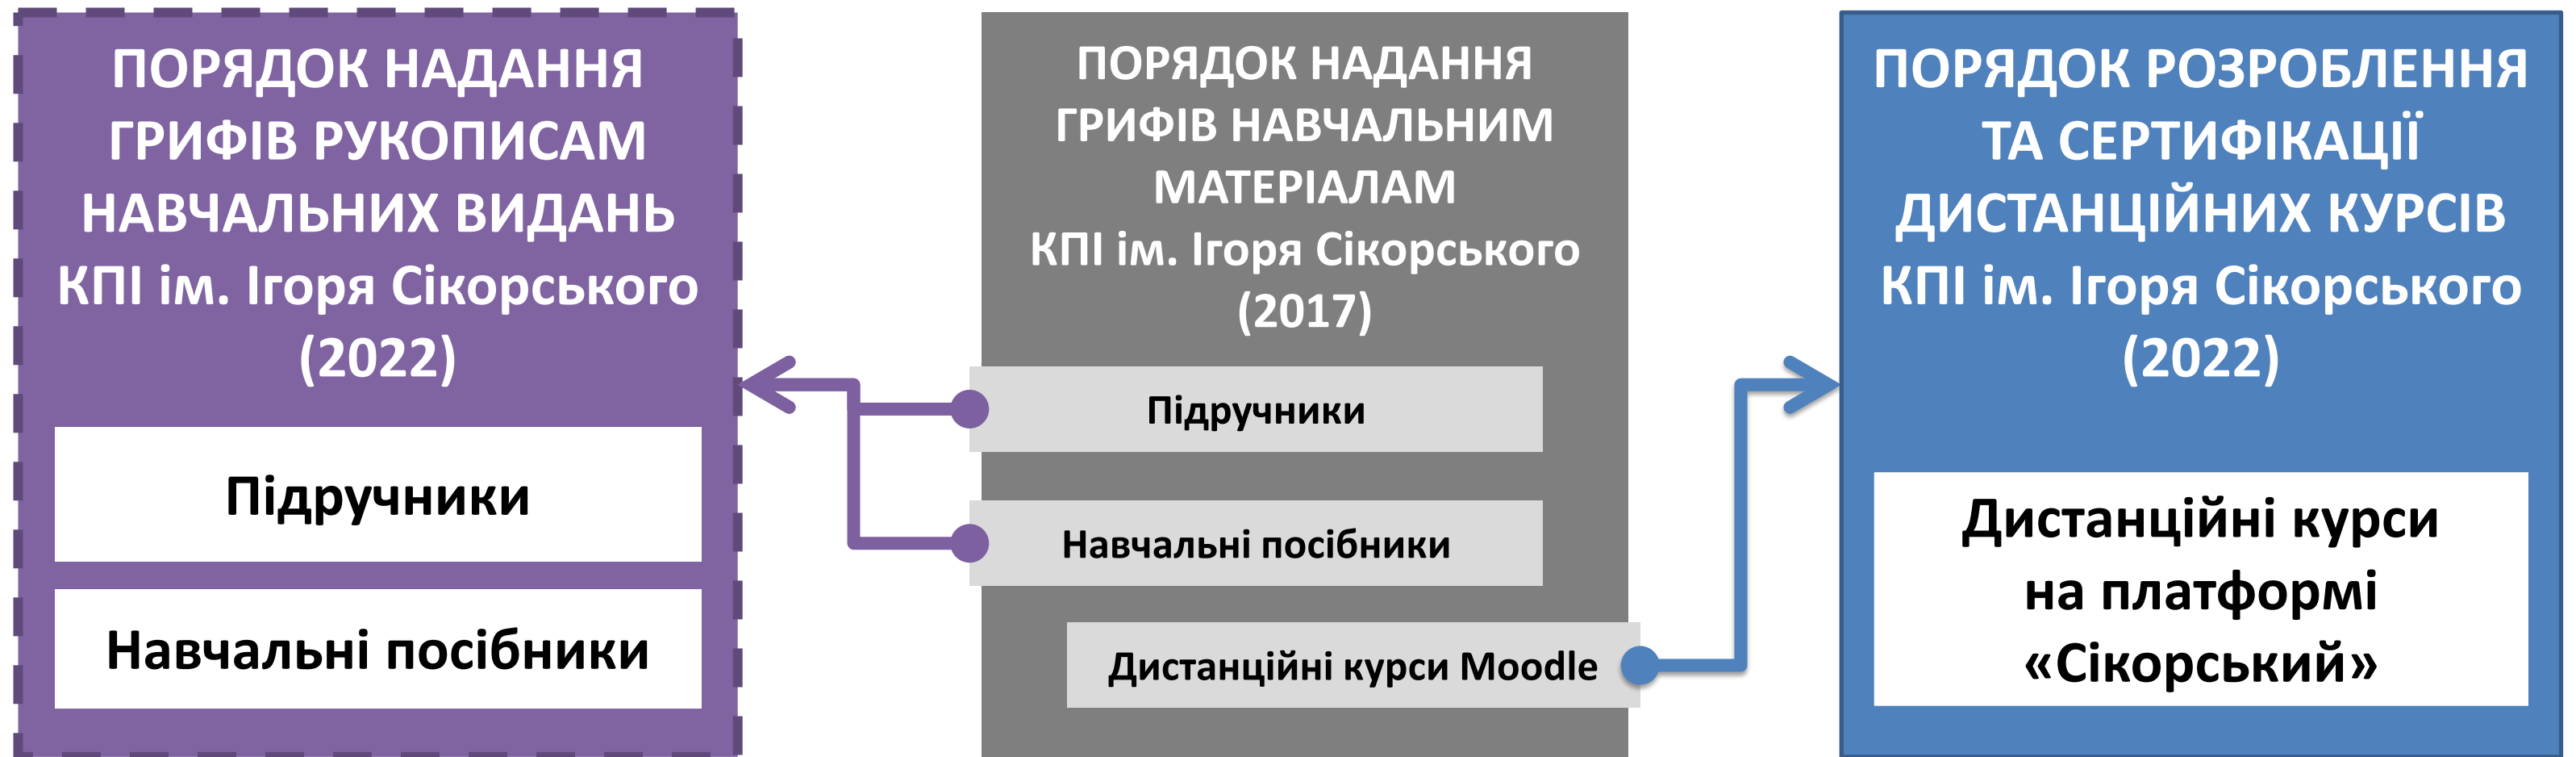 ПОРЯДОК НАДАННЯ
ГРИФІВ РУКОПИСАМ
НАВЧАЛЬНИХ ВИДАНЬ
КПІ ім. Ігоря Сікорського
(2022)
Підручники
Навчальні посібники
ПОРЯДОК НАДАННЯ
ГРИФІВ НАВЧАЛЬНИМ
МАТЕРІАЛАМ
КПІ ім. Ігоря Сікорського
(2017)
Підручники
Навчальні посібники
Дистанційні курси Moodle
ПОРЯДОК РОЗРОБЛЕННЯ
ТА СЕРТИФІКАЦІЇ
ДИСТАНЦІЙНИХ КУРСІВ
КПІ ім. Ігоря Сікорського
(2022)
Дистанційні курси
на платформі
«Сікорський»